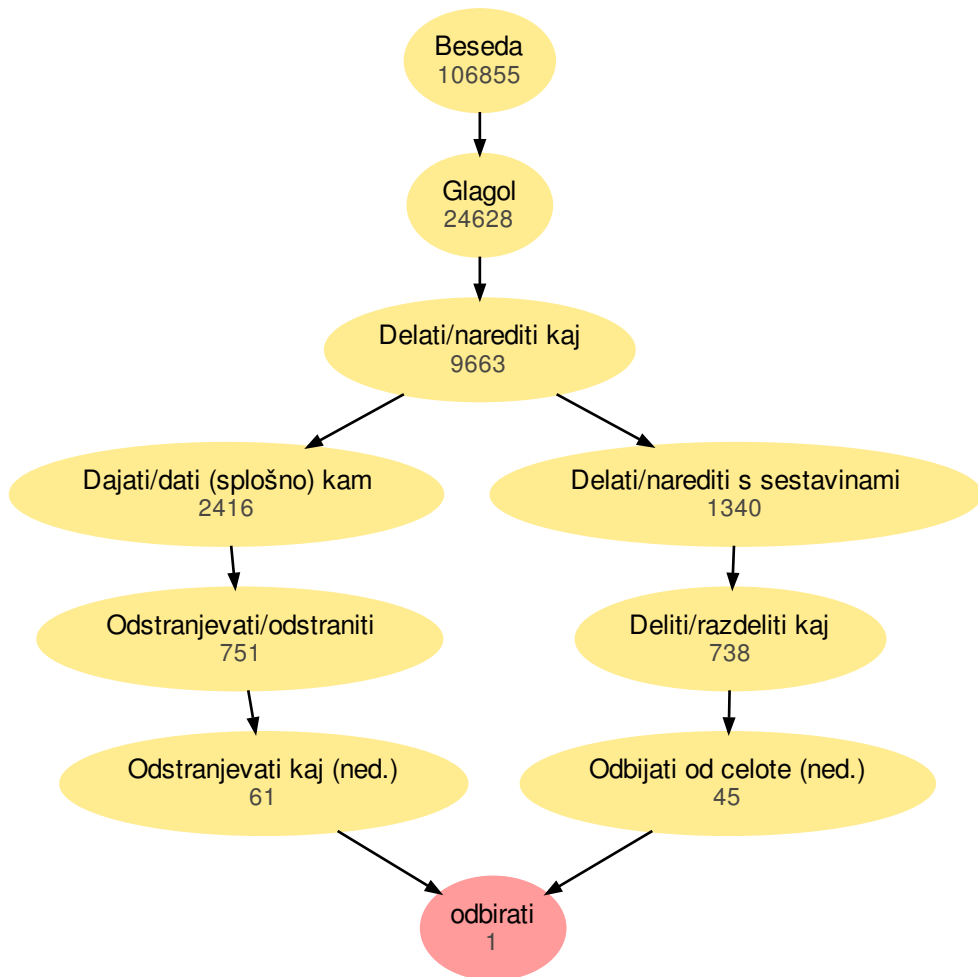 Beseda
106855
Glagol
24628
Delati/narediti kaj
9663
Dajati/dati (splošno) kam
2416
Delati/narediti s sestavinami
1340
Odstranjevati/odstraniti
751
Deliti/razdeliti kaj
738
Odstranjevati kaj (ned.)
61
Odbijati od celote (ned.)
45
odbirati
1